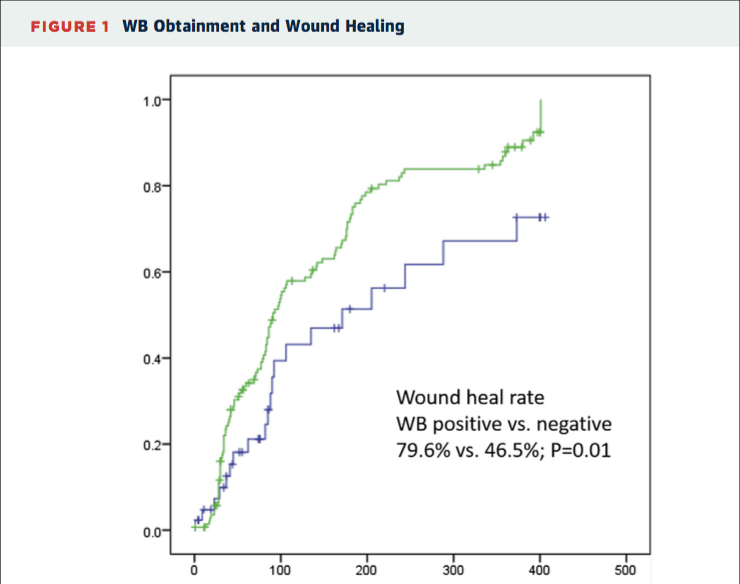 FIGURE 1 WB Obtainment and Wound Healing
1.0
0.8
0.6
0.4
0.2
0.0
Wound heal rate
WB positive vs. negative
79.6% vs. 46.5%; P=0.01
0 100 200 300 400 500